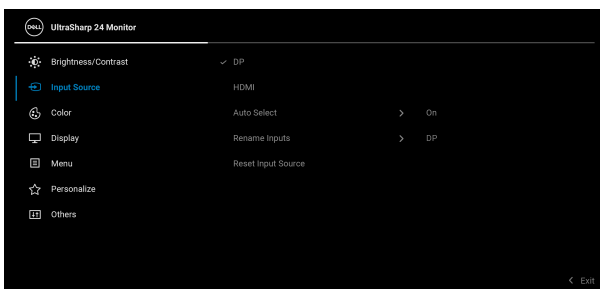 DELL UltraSharp 24 Monitor
Brightness/Contrast DP
Input Source HDMI
Color Auto Select On
Display Rename Inputs DP
Menu Reset Input Source
Personalize
Others
Exit